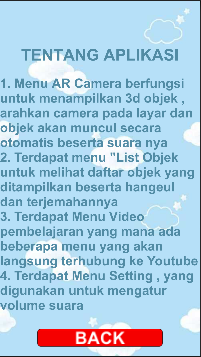 TENTANG APLIKASI
1. Menu AR Camera berfungsi
untuk menampilkan 3d objek ,
arahkan camera pada layar dan
objek akan muncul secara
otomatis beserta suara nya
2. Terdapat menu "List Objek
untuk melihat daftar objek yang
ditampilkan beserta hangeul
dan terjemahannya
3. Terdapat Menu Video
pembelajaran yang mana ada
beberapa menu yang akan
langsung terhubung ke Youtube
4. Terdapat Menu Setting , yang
digunakan untuk mengatur
volume suara
BACK